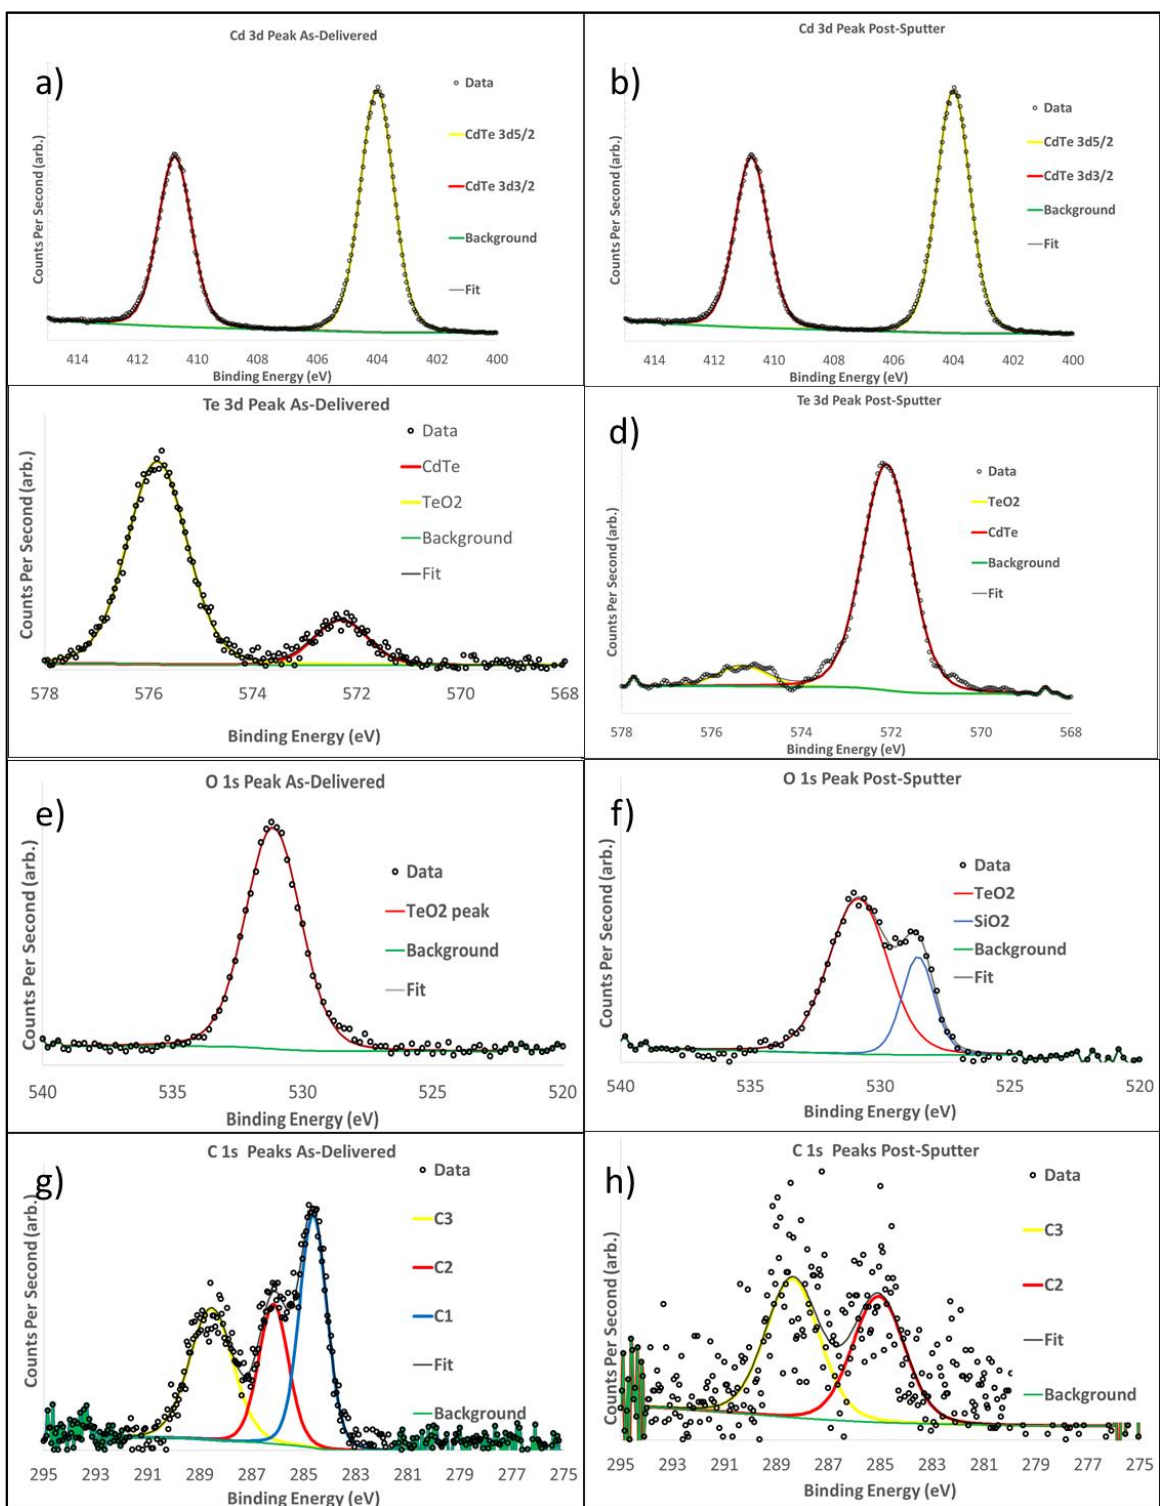 Cd 3d Peak As-Delivered
a)
Data
CdTe 3d5/2
CdTe 3d3/2
Background
Fit
Counts Per Second (arb.)
414 412 410 408 406 404 402 400
Binding Energy (eV)
Cd 3d Peak Post-Sputter
b)
Data
CdTe 3d5/2
CdTe 3d3/2
Background
Fit
Counts Per Second (arb.)
414 412 410 408 406 404 402 400
Binding Energy (eV)
Te 3d Peak As-Delivered
Data
CdTe
TeO2
Background
Fit
Counts Per Second (arb.)
578 576 574 572 570 568
Binding Energy (eV)
Te 3d Peak Post-Sputter
d)
Data
TeO2
CdTe
Background
Fit
Counts Per Second (arb.)
578 576 574 572 570 568
Binding Energy (eV)
O 1s Peak As-Delivered
e)
Data
TeO2 peak
Background
Fit
Counts Per Second (arb.)
540 535 530 525 520
Binding Energy (eV)
O 1s Peak Post-Sputter
f)
Data
TeO2
SiO2
Background
Fit
Counts Per Second (arb.)
540 535 530 525 520
Binding Energy (eV)
C 1s Peaks As-Delivered
g)
Data
C3
C2
C1
Fit
Background
Counts Per Second (arb.)
295 293 291 289 287 285 283 281 279 277 275
Binding Energy (eV)
C 1s Peaks Post-Sputter
h)
Data
C3
C2
Fit
Background
Counts Per Second (arb.)
295 293 291 289 287 285 283 281 279 277 275
Binding Energy (eV)